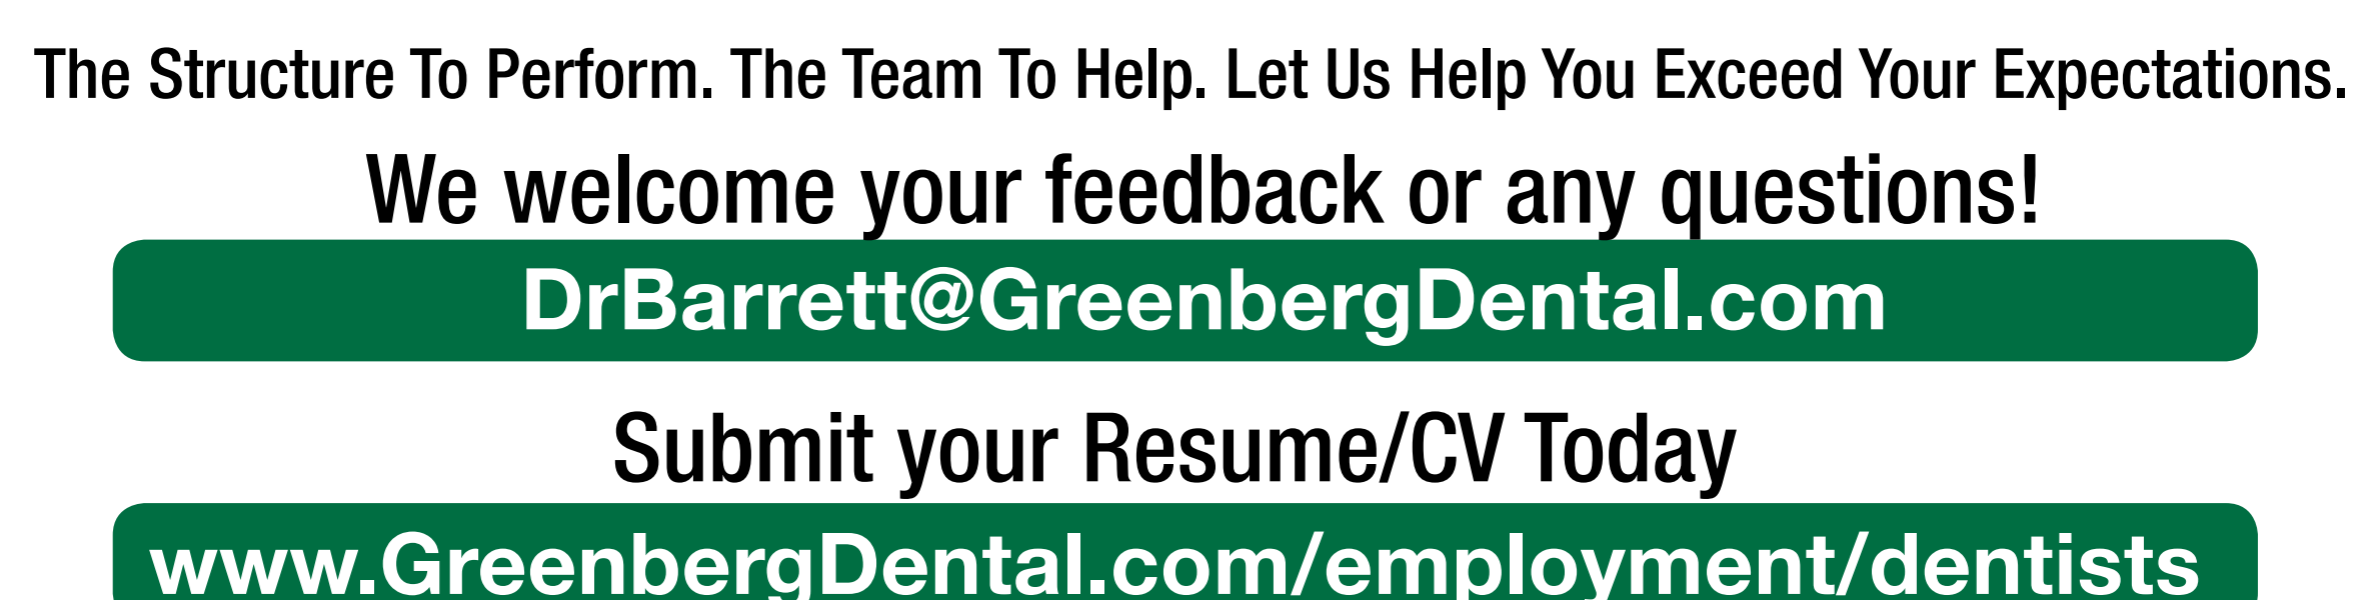 The Structure To Perform. The Team To Help. Let Us Help You Exceed Your Expectations.
We welcome your feedback or any questions!
DrBarrett@GreenbergDental.com
Submit your Resume/CV Today
www.GreenbergDental.com/employment/dentists